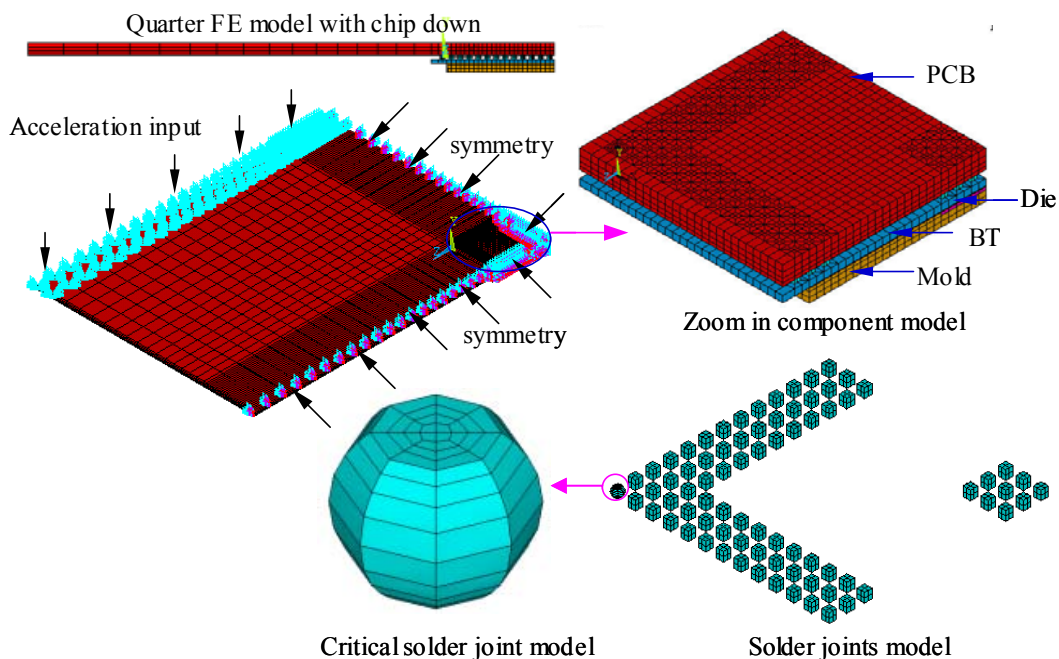 Quarter FE model with chip down
Acceleration input
symmetry
symmetry
PCB
Die
BT
Mold
Zoom in component model
Critical solder joint model
Solder joints model